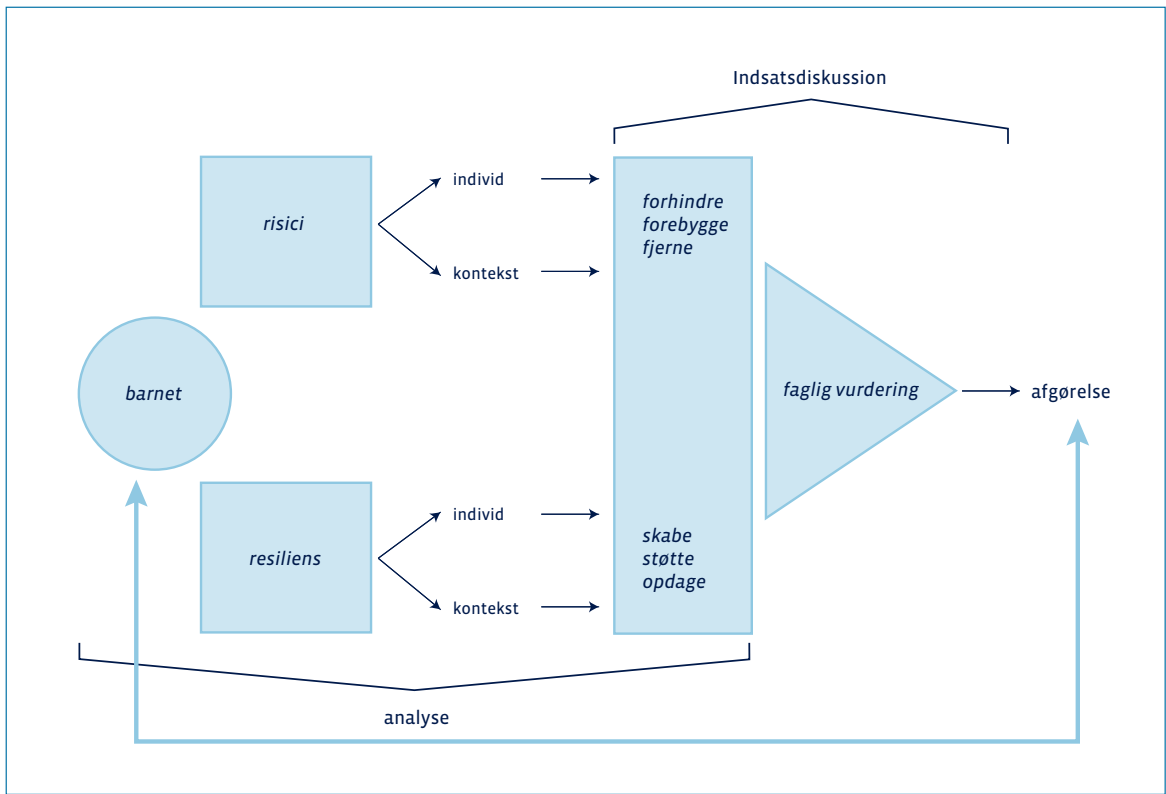 Indsatsdiskussion
risici
individ
kontekst
forhindre
forebygge
fjerne
barnet
faglig vurdering
afgørelse
resiliens
individ
kontekst
skabe
støtte
opdage
analyse